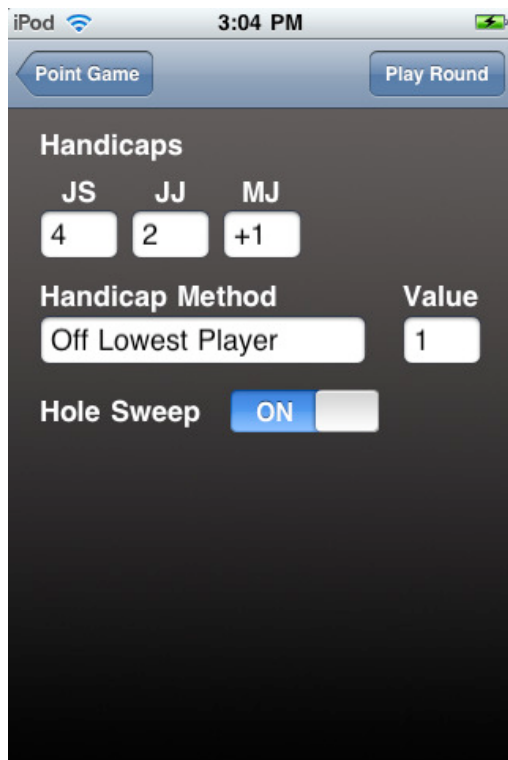 iPod 3:04 PM
Point Game Play Round
Handicaps
JS JJ MJ
4 2 +1
Handicap Method Value
Off Lowest Player 1
Hole Sweep ON